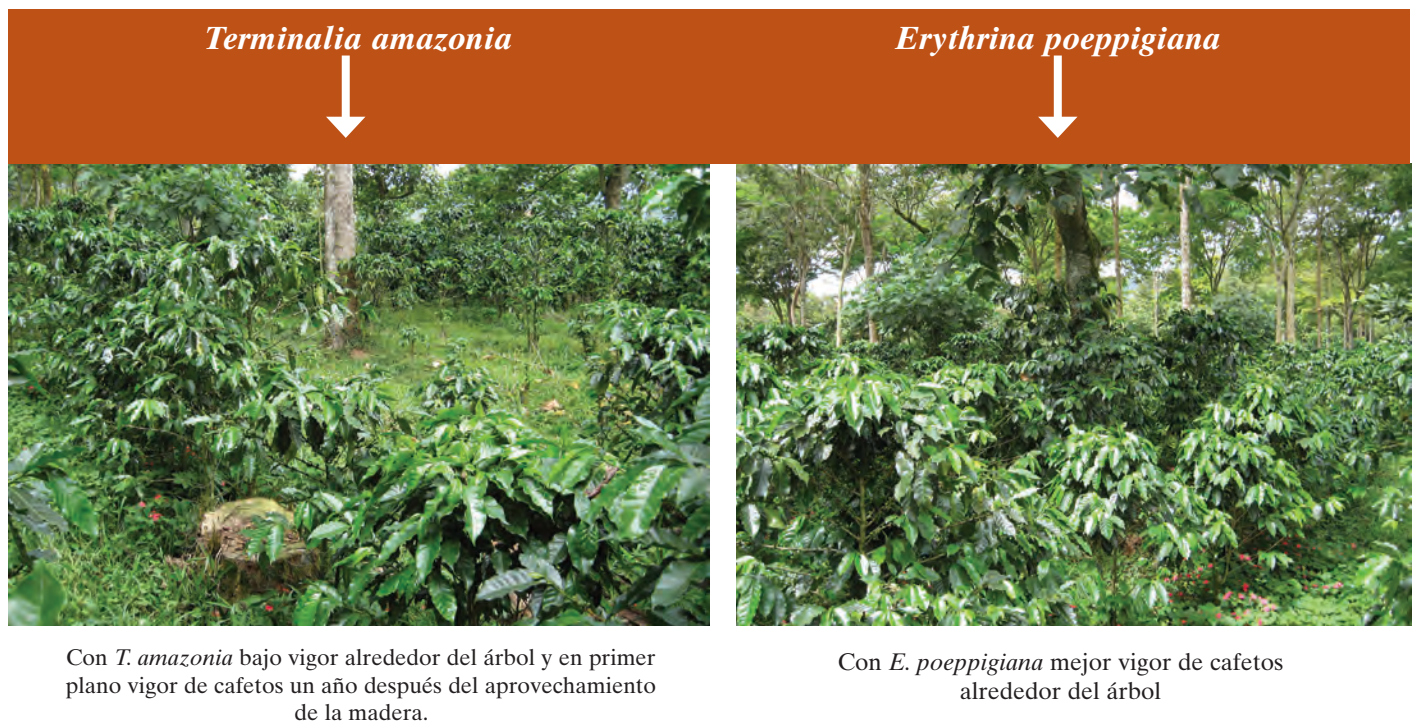 Terminalia amazonia
Erythrina poeppigiana
Con T. amazonia bajo vigor alrededor del árbol y en primer
plano vigor de cafetos un año después del aprovechamiento
de la madera.
Con E. poeppigiana mejor vigor de cafetos
alrededor del árbol